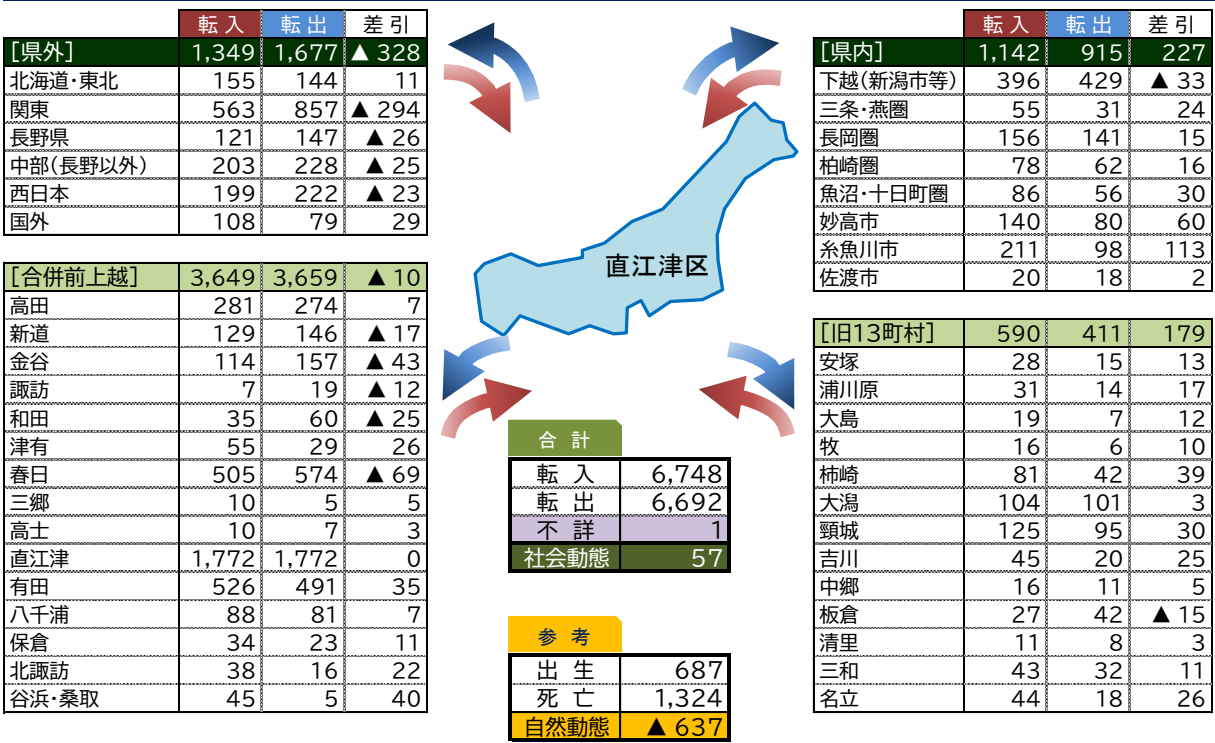 転入 転出 差引
[県外] 1,349 1,677 ▲ 328
北海道・東北 155 144 11
関東 563 857 ▲ 294
長野県 121 147 ▲ 26
中部(長野以外) 203 228 ▲ 25
西日本 199 222 ▲ 23
国外 108 79 29
[合併前上越] 3,649 3,659 ▲ 10
高田 281 274 7
新道 129 146 ▲ 17
金谷 114 157 ▲ 43
諏訪 7 19 ▲ 12
和田 35 60 ▲ 25
津有 55 29 26
春日 505 574 ▲ 69
三郷 10 5 5
高士 10 7 3
直江津 1,772 1,772 0
有田 526 491 35
八千浦 88 81 7
保倉 34 23 11
北諏訪 38 16 22
谷浜・桑取 45 5 40
直江津区
合計
転入 6,748
転出 6,692
不詳 1
社会動態 57
参考
出生 687
死亡 1,324
自然動態 ▲ 637
転入 転出 差引
[県内] 1,142 915 227
下越(新潟市等) 396 429 ▲ 33
三条・燕圏 55 31 24
長岡圏 156 141 15
柏崎圏 78 62 16
魚沼・十日町圏 86 56 30
妙高市 140 80 60
糸魚川市 211 98 113
佐渡市 20 18 2
[旧13町村] 590 411 179
安塚 28 15 13
浦川原 31 14 17
大島 19 7 12
牧 16 6 10
柿崎 81 42 39
大潟 104 101 3
頸城 125 95 30
吉川 45 20 25
中郷 16 11 5
板倉 27 42 ▲ 15
清里 11 8 3
三和 43 32 11
名立 44 18 26